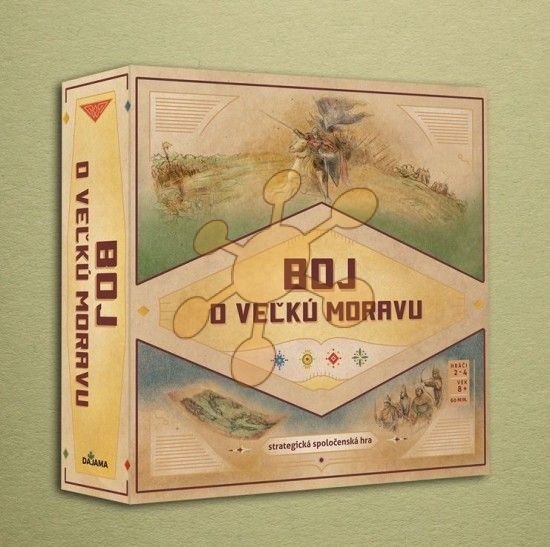 BOJ
O VEĽKÚ MORAVU
HRÁČI
2-4
VEK
8+
60 MIN.
strategická spoločenská hra
BOJ
O VEĽKÚ MORAVU
DAJAMA